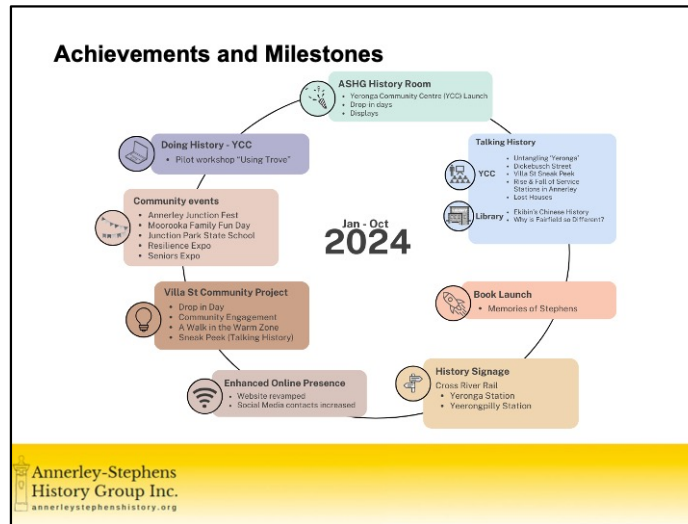 Achievements and Milestones
ASHG History Room
• Yeronga Community Centre (YCC) Launch
• Drop in days
• Displays
Talking History
YCC
• Untangling 'Yeronga'
• Dickebusch Street
• Villa St Sneak Peek
• Rise & Fall of Service
Stations in Annerley
• Lost Houses
Library
• Ekibin's Chinese History
• Why is Fairfield so Different?
Book Launch
• Memories of Stephens
History Signage
Cross River Rail
• Yeronga Station
• Yeerongpilly Station
Enhanced Online Presence
• Website revamped
• Social Media contacts increased
Villa St Community Project
• Drop in Day
• Community Engagement
• A Walk in the Warm Zone
• Sneak Peek (Talking History)
Community events
• Annerley Junction Fest
• Moorooka Family Fun Day
• Junction Park State School
• Resilience Expo
• Seniors Expo
Doing History - YCC
• Pilot workshop "Using Trove"
Jan - Oct
2024
Annerley-Stephens
History Group Inc.
annerleystephenshistory.org